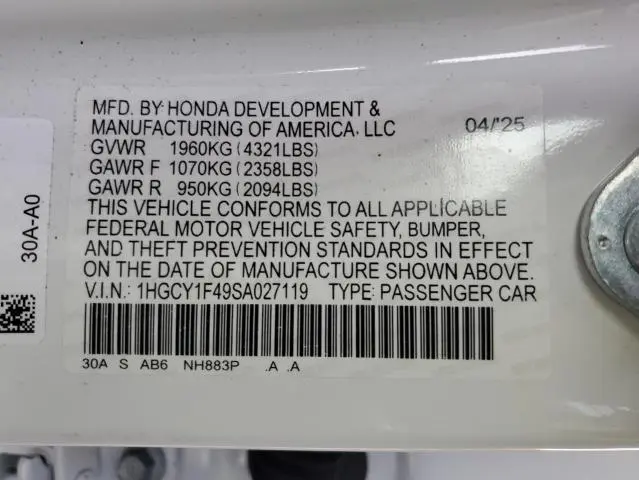 MFD. BY HONDA DEVELOPMENT &
MANUFACTURING OF AMERICA, LLC 04/'25
GVWR 1960KG (4321LBS)
GAWR F 1070KG (2358LBS)
GAWR R 950KG (2094LBS)
THIS VEHICLE CONFORMS TO ALL APPLICABLE
FEDERAL MOTOR VEHICLE SAFETY, BUMPER,
AND THEFT PREVENTION STANDARDS IN EFFECT
ON THE DATE OF MANUFACTURE SHOWN ABOVE.
V.I.N.: 1HGCY1F49SA027119 TYPE: PASSENGER CAR
30A S AB6 NH883P .A .A
30A-A0